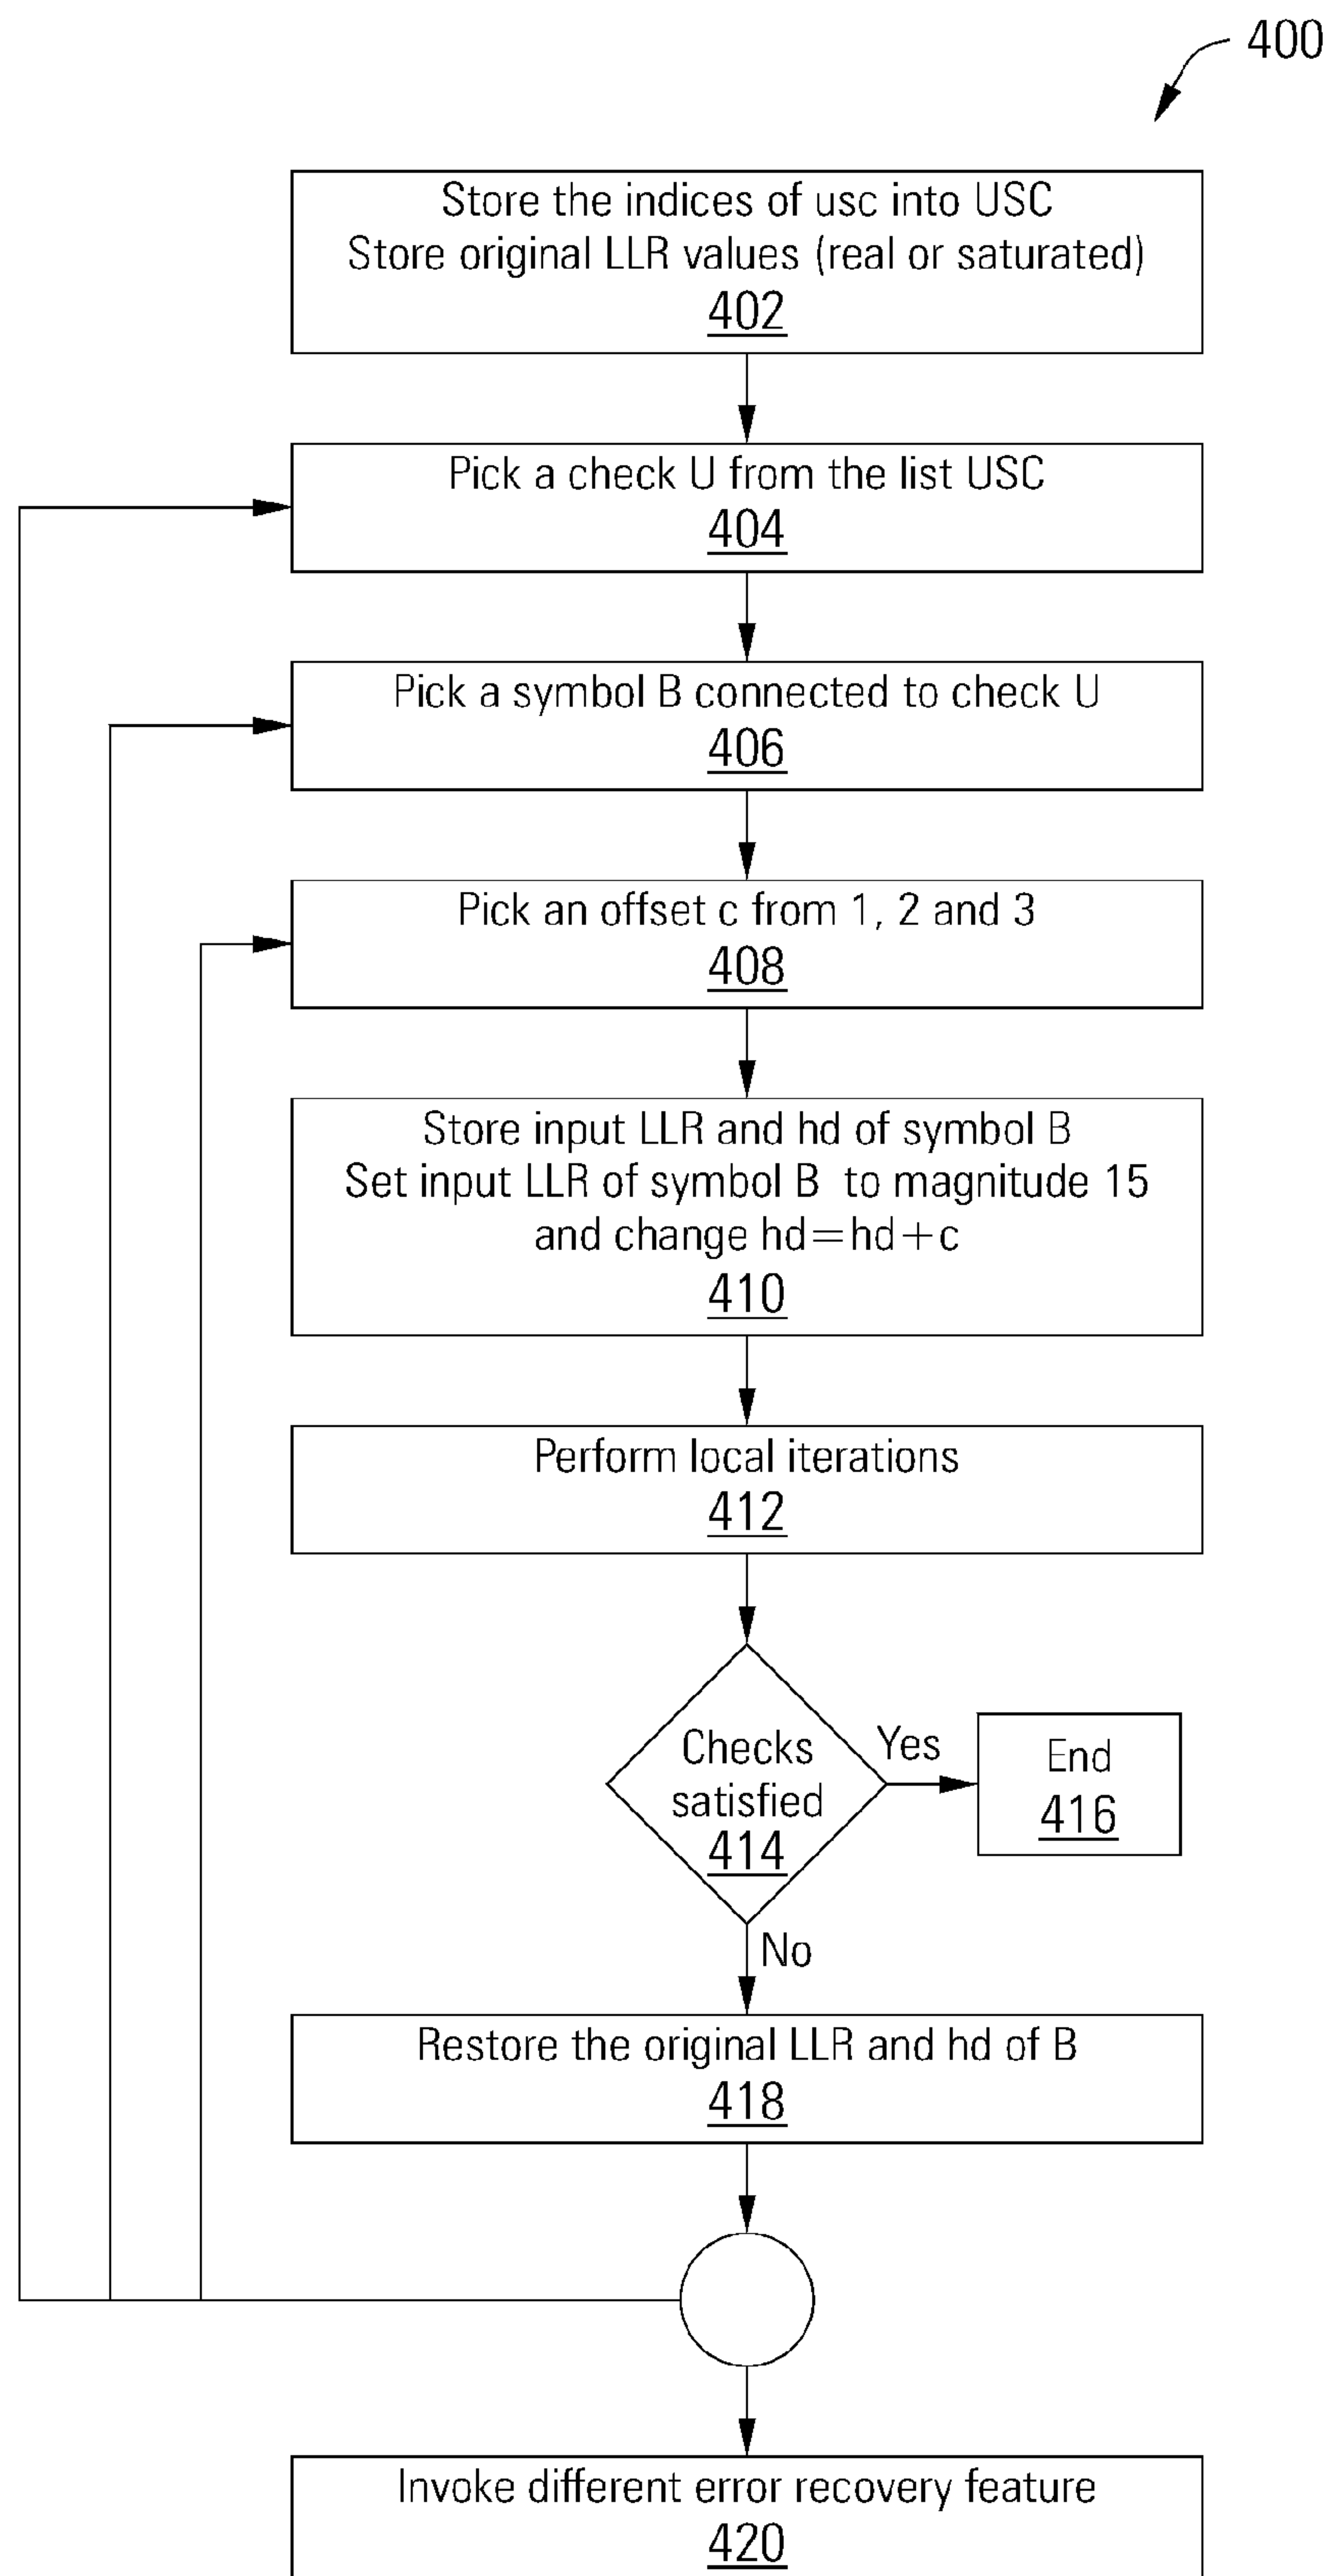 400
Store the indices of usc into USC
Store original LLR values (real or saturated)
402
Pick a check U from the list USC
404
Pick a symbol B connected to check U
406
Pick an offset c from 1, 2 and 3
408
Store input LLR and hd of symbol B
Set input LLR of symbol B to magnitude 15
and change hd=hd+c
410
Perform local iterations
412
Checks
satisfied
414
Yes
End
416
No
Restore the original LLR and hd of B
418
Invoke different error recovery feature
420